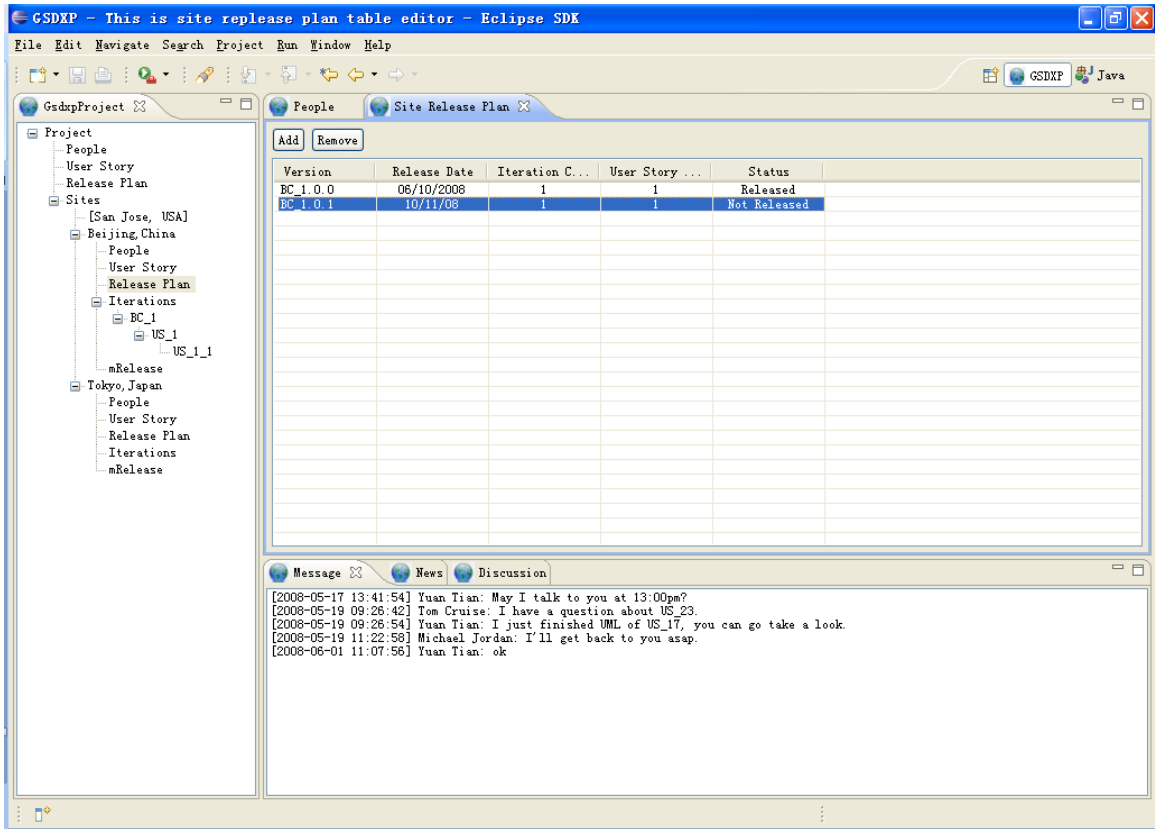 GSDXP - This is site replease plan table editor - Eclipse SDK
File Edit Navigate Search Project Run Window Help
GSDXP Java
GsdxpProject
Project
People
User Story
Release Plan
Sites
[San Jose, USA]
Beijing,China
People
User Story
Release Plan
Iterations
BC_1
US_1
US_1_1
mRelease
Tokyo,Japan
People
User Story
Release Plan
Iterations
mRelease
People Site Release Plan
Add Remove
Version Release Date Iteration C... User Story ... Status
BC_1.0.0 06/10/2008 1 1 Released
BC_1.0.1 10/11/08 1 1 Not Released
Message News Discussion
[2008-05-17 13:41:54] Yuan Tian: May I talk to you at 13:00pm?
[2008-05-19 09:26:42] Tom Cruise: I have a question about US_23.
[2008-05-19 09:26:54] Yuan Tian: I just finished UML of US_17, you can go take a look.
[2008-05-19 11:22:58] Michael Jordan: I'll get back to you asap.
[2008-06-01 11:07:56] Yuan Tian: ok